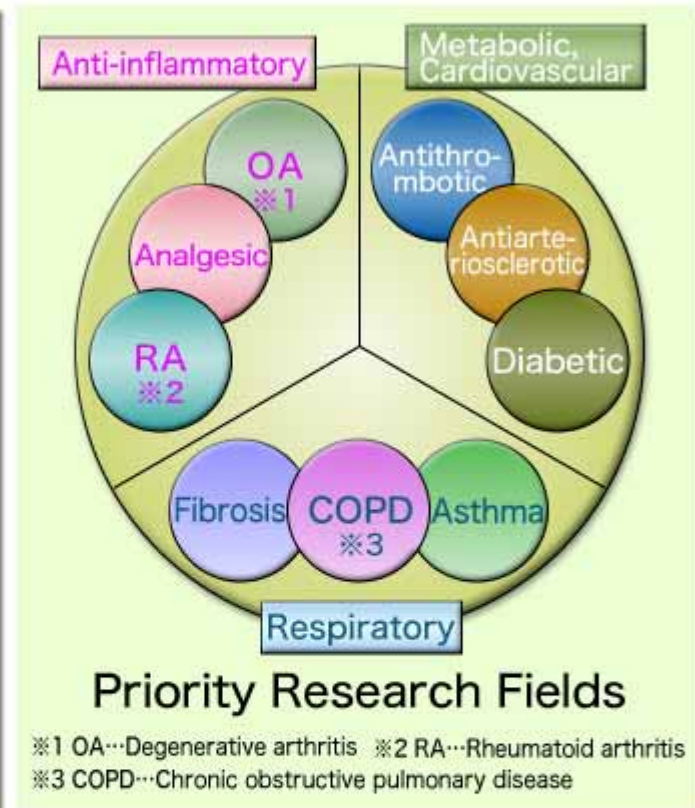 Anti-inflammatory
OA
※1
Analgesic
RA
※2
Metabolic,
Cardiovascular
Antithro-
mbotic
Antiarte-
riosclerotic
Diabetic
Fibrosis
COPD
※3
Asthma
Respiratory
Priority Research Fields
※1 OA…Degenerative arthritis ※2 RA…Rheumatoid arthritis
※3 COPD…Chronic obstructive pulmonary disease